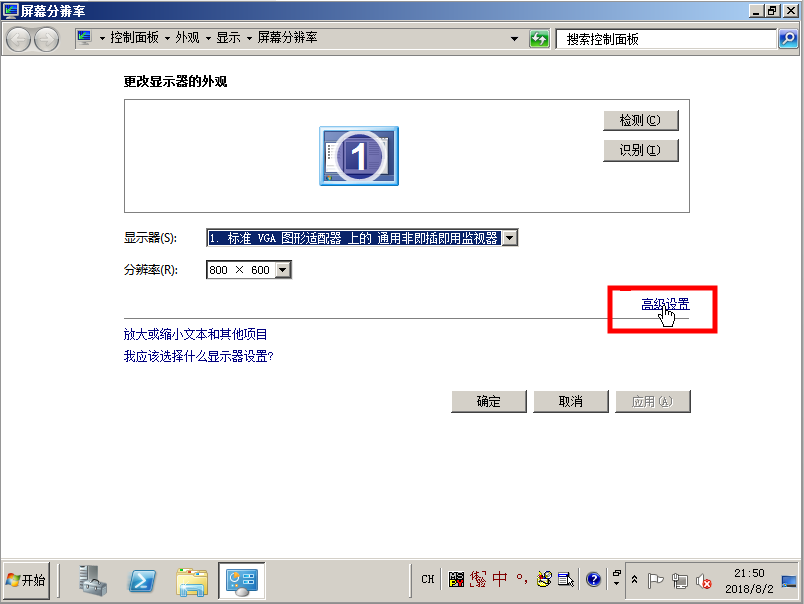 屏幕分辨率
控制面板 外观 显示 屏幕分辨率
搜索控制面板
更改显示器的外观
1
检测(C)
识别(I)
显示器(S):
1. 标准 VGA 图形适配器 上的 通用非即插即用监视器
分辨率(R):
800 × 600
高级设置
放大或缩小文本和其他项目
我应该选择什么显示器设置?
确定
取消
应用(A)
开始
CH
中
21:50
2018/8/2